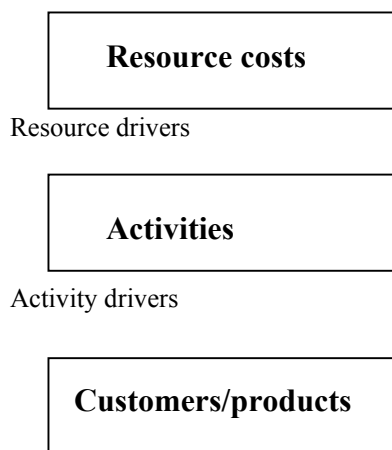 Resource costs
Resource drivers
Activities
Activity drivers
Customers/products